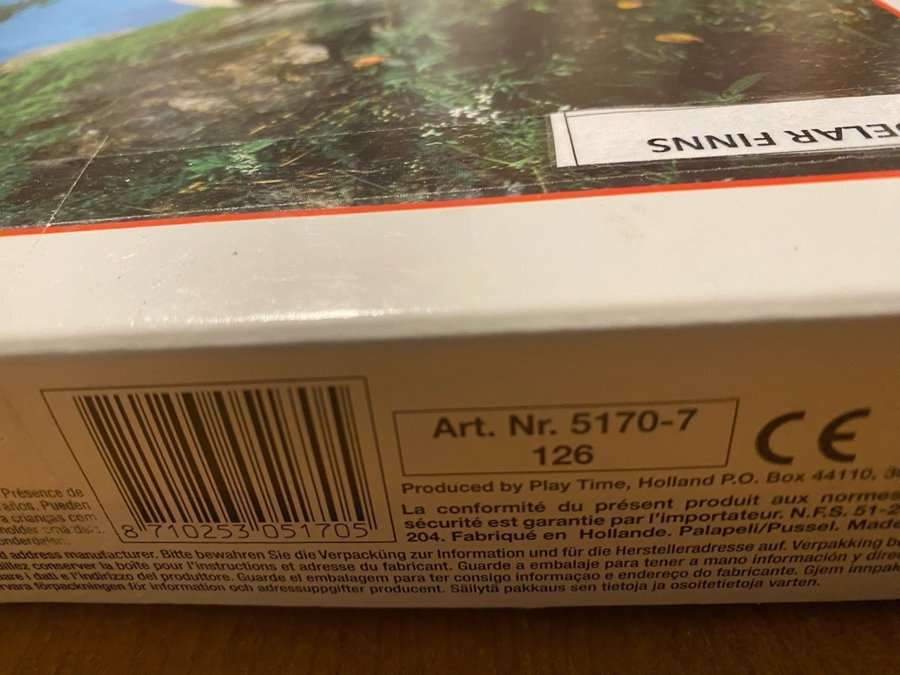 DELAR FINNS
Art. Nr. 5170-7
126
CE
Produced by Play Time, Holland P.O. Box 44110, 3
La conformité du présent produit aux normes
sécurité est garantie par l'importateur. N.F.S. 51-2
204. Fabriqué en Hollande. Palapeli/Pussel. Made
Présence de
años. Pueden
crianças com
8 710253 051705
address manufacturer. Bitte bewahren Sie die Verpackung zur Information und für die Herstelleradresse auf. Verpakking be
conserver la boîte pour l'instructions et adresse du fabricant. Guarde a embalaje para tener a mano información y dire
i dati e l'indirizzo del produttore. Guarde el embalagem para ter consigo informaçao e endereço do fabricante. Gjem innpak
förpackningen för information och adressuppgifter producent. Säilytä pakkaus sen tietoja ja osoitetietoja varten.